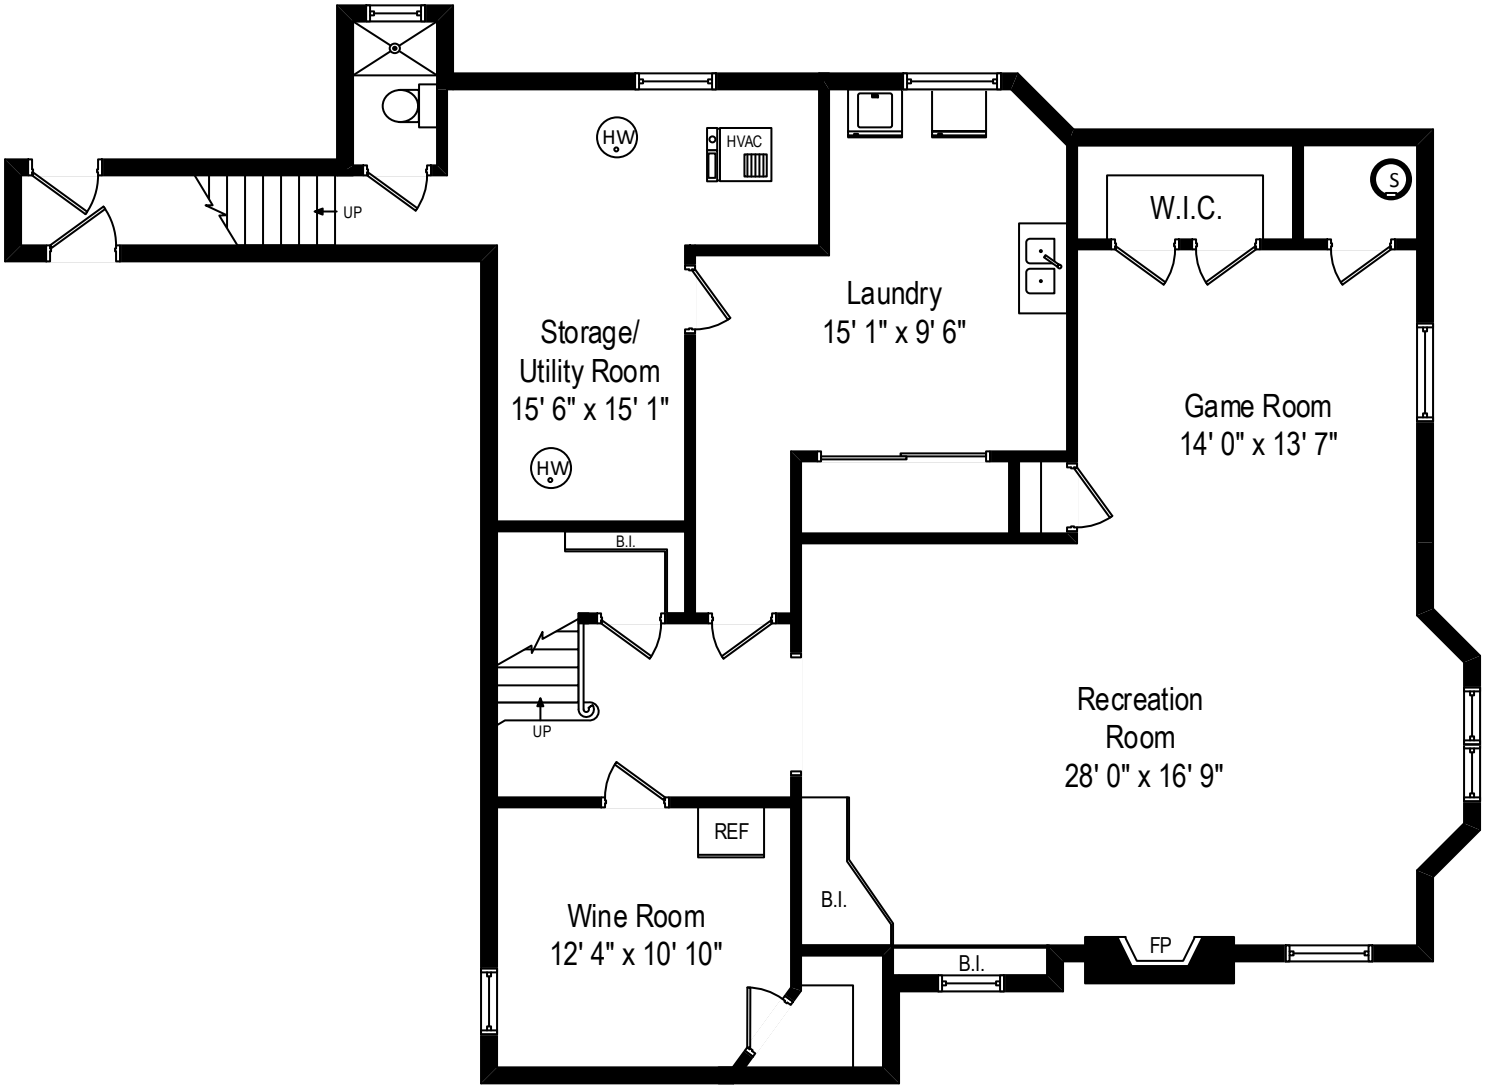 HW
HVAC
UP
S
W.I.C.
Laundry
15' 1" x 9' 6"
Storage/
Utility Room
15' 6" x 15' 1"
Game Room
14' 0" x 13' 7"
HW
B.I.
UP
Recreation
Room
28' 0" x 16' 9"
REF
B.I.
Wine Room
12' 4" x 10' 10"
FP
B.I.